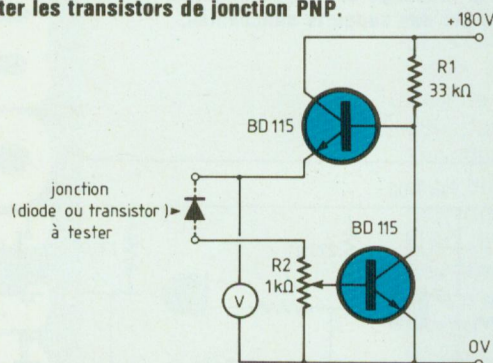 ter les transistors de jonction PNP.
+180V
R1
33 kΩ
BD 115
jonction
(diode ou transistor)
à tester
BD 115
R2
1kΩ
V
0V